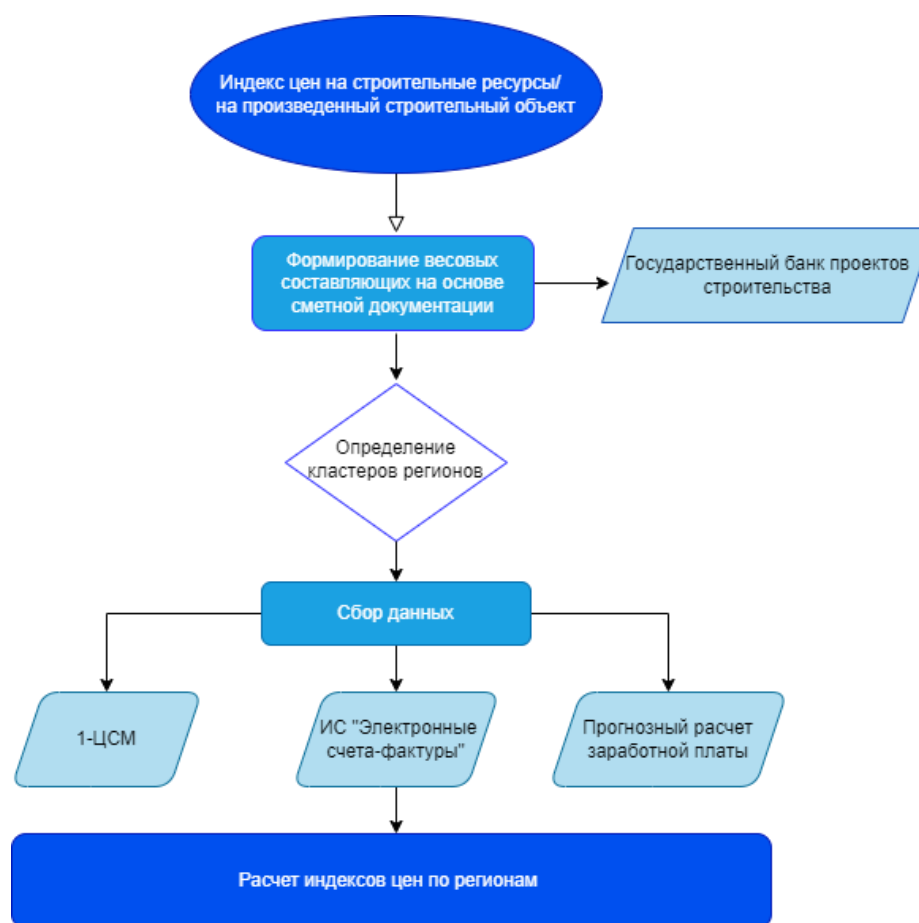 Индекс цен на строительные ресурсы/
на произведенный строительный объект
Формирование весовых
составляющих на основе
сметной документации
Государственный банк проектов
строительства
Определение
кластеров регионов
Сбор данных
1-ЦСМ
ИС "Электронные
счета-фактуры"
Прогнозный расчет
заработной платы
Расчет индексов цен по регионам